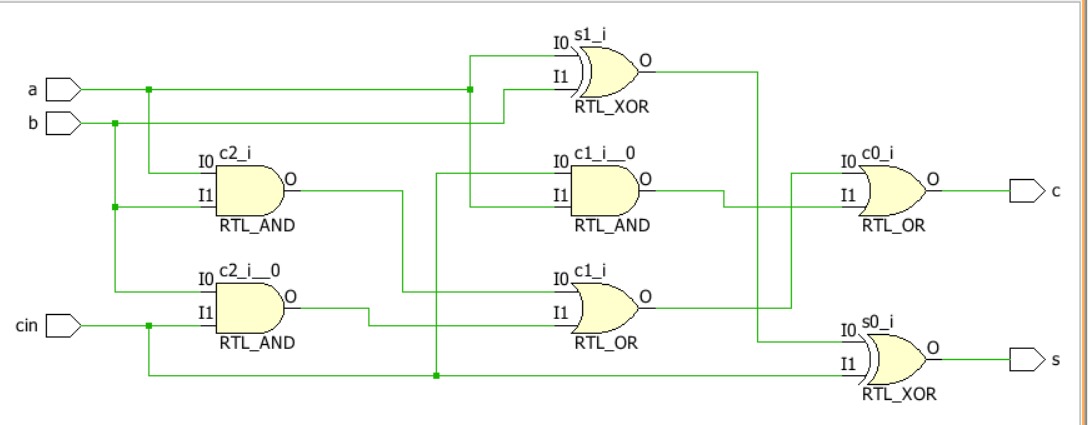 s1_i
I0
O
I1
RTL_XOR
a
b
c2_i
I0
O
I1
RTL_AND
c1_i__0
I0
O
I1
RTL_AND
c0_i
I0
O
I1
RTL_OR
c
c2_i__0
I0
O
I1
RTL_AND
cin
c1_i
I0
O
I1
RTL_OR
s0_i
I0
O
I1
RTL_XOR
s